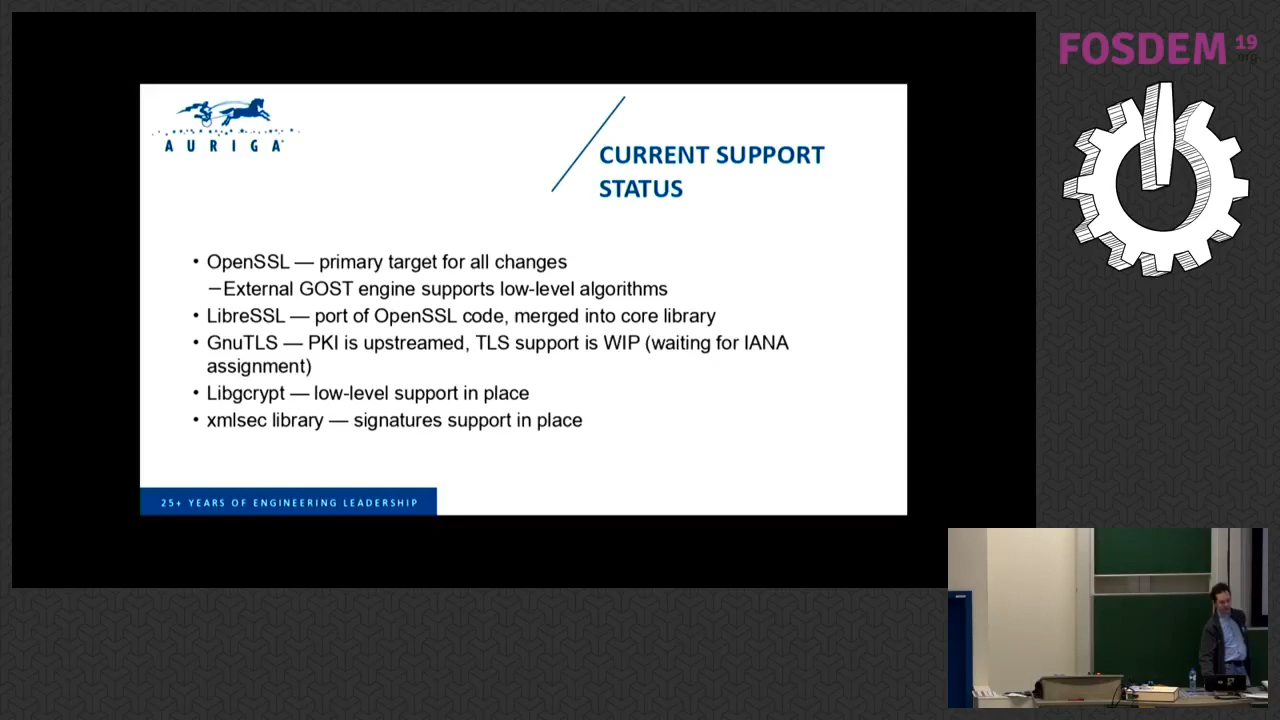 FOSDEM 19
.org
AURIGA
CURRENT SUPPORT
STATUS
• OpenSSL — primary target for all changes
–External GOST engine supports low-level algorithms
• LibreSSL — port of OpenSSL code, merged into core library
• GnuTLS — PKI is upstreamed, TLS support is WIP (waiting for IANA
assignment)
• Libgcrypt — low-level support in place
• xmlsec library — signatures support in place
25+ YEARS OF ENGINEERING LEADERSHIP